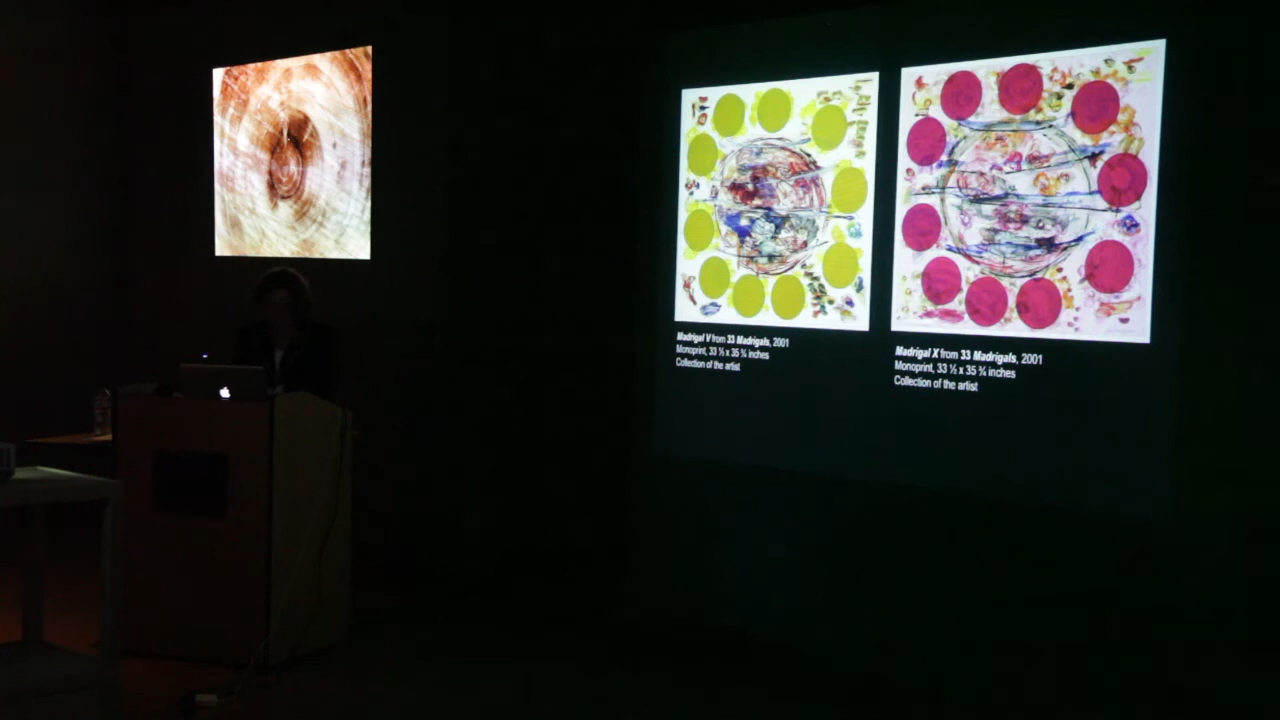 Madrigal V from 33 Madrigals, 2001
Monoprint, 33 ½ x 35 ¾ inches
Collection of the artist
Madrigal X from 33 Madrigals, 2001
Monoprint, 33 ½ x 35 ¾ inches
Collection of the artist